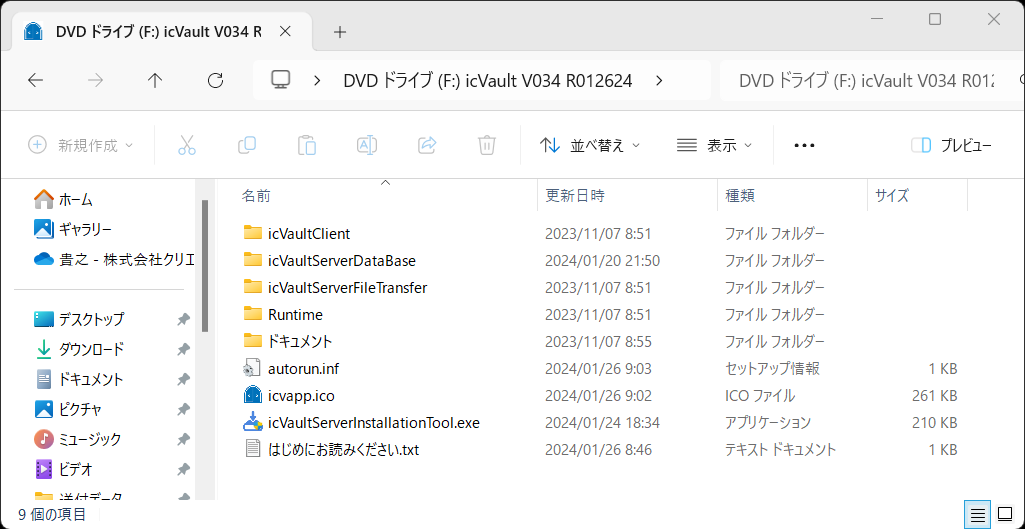 DVD ドライブ (F:) icVault V034 R
DVD ドライブ (F:) icVault V034 R012624
DVD ドライブ (F:) icVault V034 R012
新規作成
並べ替え
表示
プレビュー
ホーム
ギャラリー
貴之 - 株式会社クリエ
デスクトップ
ダウンロード
ドキュメント
ピクチャ
ミュージック
ビデオ
送付データ
名前 更新日時 種類 サイズ
icVaultClient 2023/11/07 8:51 ファイル フォルダー
icVaultServerDataBase 2024/01/20 21:50 ファイル フォルダー
icVaultServerFileTransfer 2023/11/07 8:51 ファイル フォルダー
Runtime 2023/11/07 8:51 ファイル フォルダー
ドキュメント 2023/11/07 8:55 ファイル フォルダー
autorun.inf 2024/01/26 9:03 セットアップ情報 1 KB
icvapp.ico 2024/01/26 9:02 ICO ファイル 261 KB
icVaultServerInstallationTool.exe 2024/01/24 18:34 アプリケーション 210 KB
はじめにお読みください.txt 2024/01/26 8:46 テキスト ドキュメント 1 KB
9 個の項目